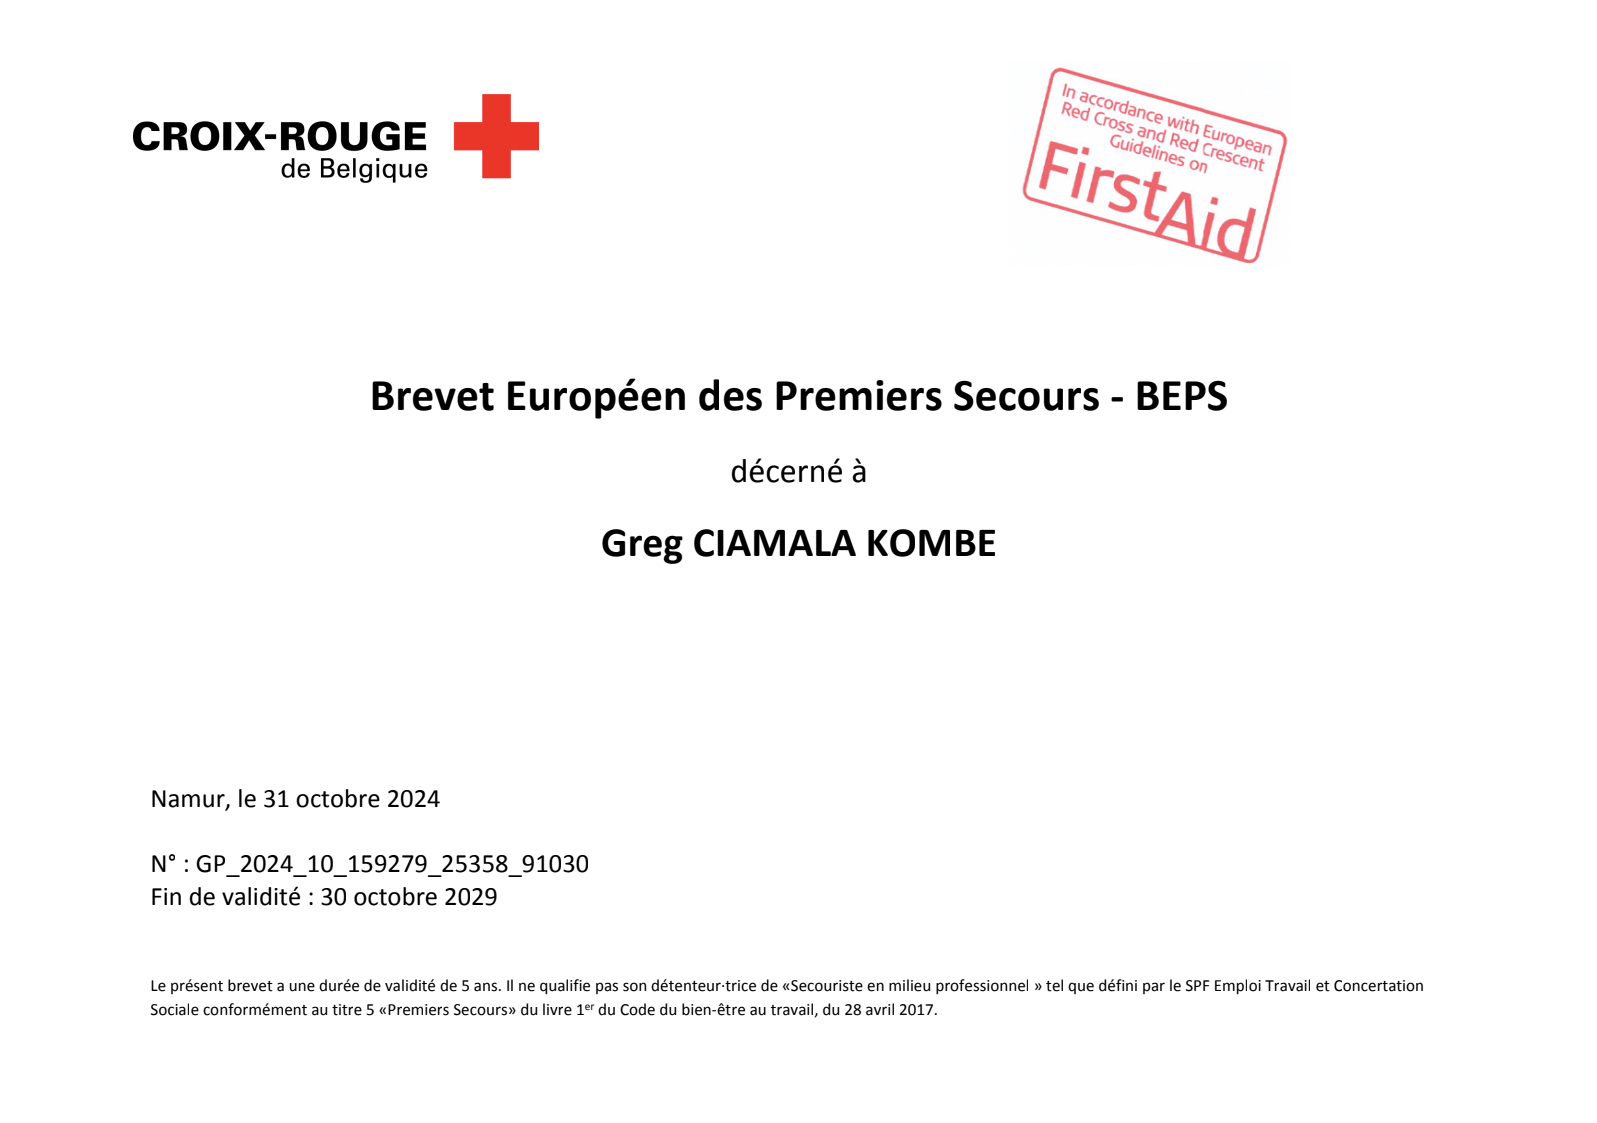 CROIX-ROUGE
de Belgique
In accordance with European
Red Cross and Red Crescent
Guidelines on
FirstAid
Brevet Européen des Premiers Secours - BEPS
décerné à
Greg CIAMALA KOMBE
Namur, le 31 octobre 2024
N° : GP_2024_10_159279_25358_91030
Fin de validité : 30 octobre 2029
Le présent brevet a une durée de validité de 5 ans. Il ne qualifie pas son détenteur·trice de «Secouriste en milieu professionnel » tel que défini par le SPF Emploi Travail et Concertation
Sociale conformément au titre 5 «Premiers Secours» du livre 1er du Code du bien-être au travail, du 28 avril 2017.